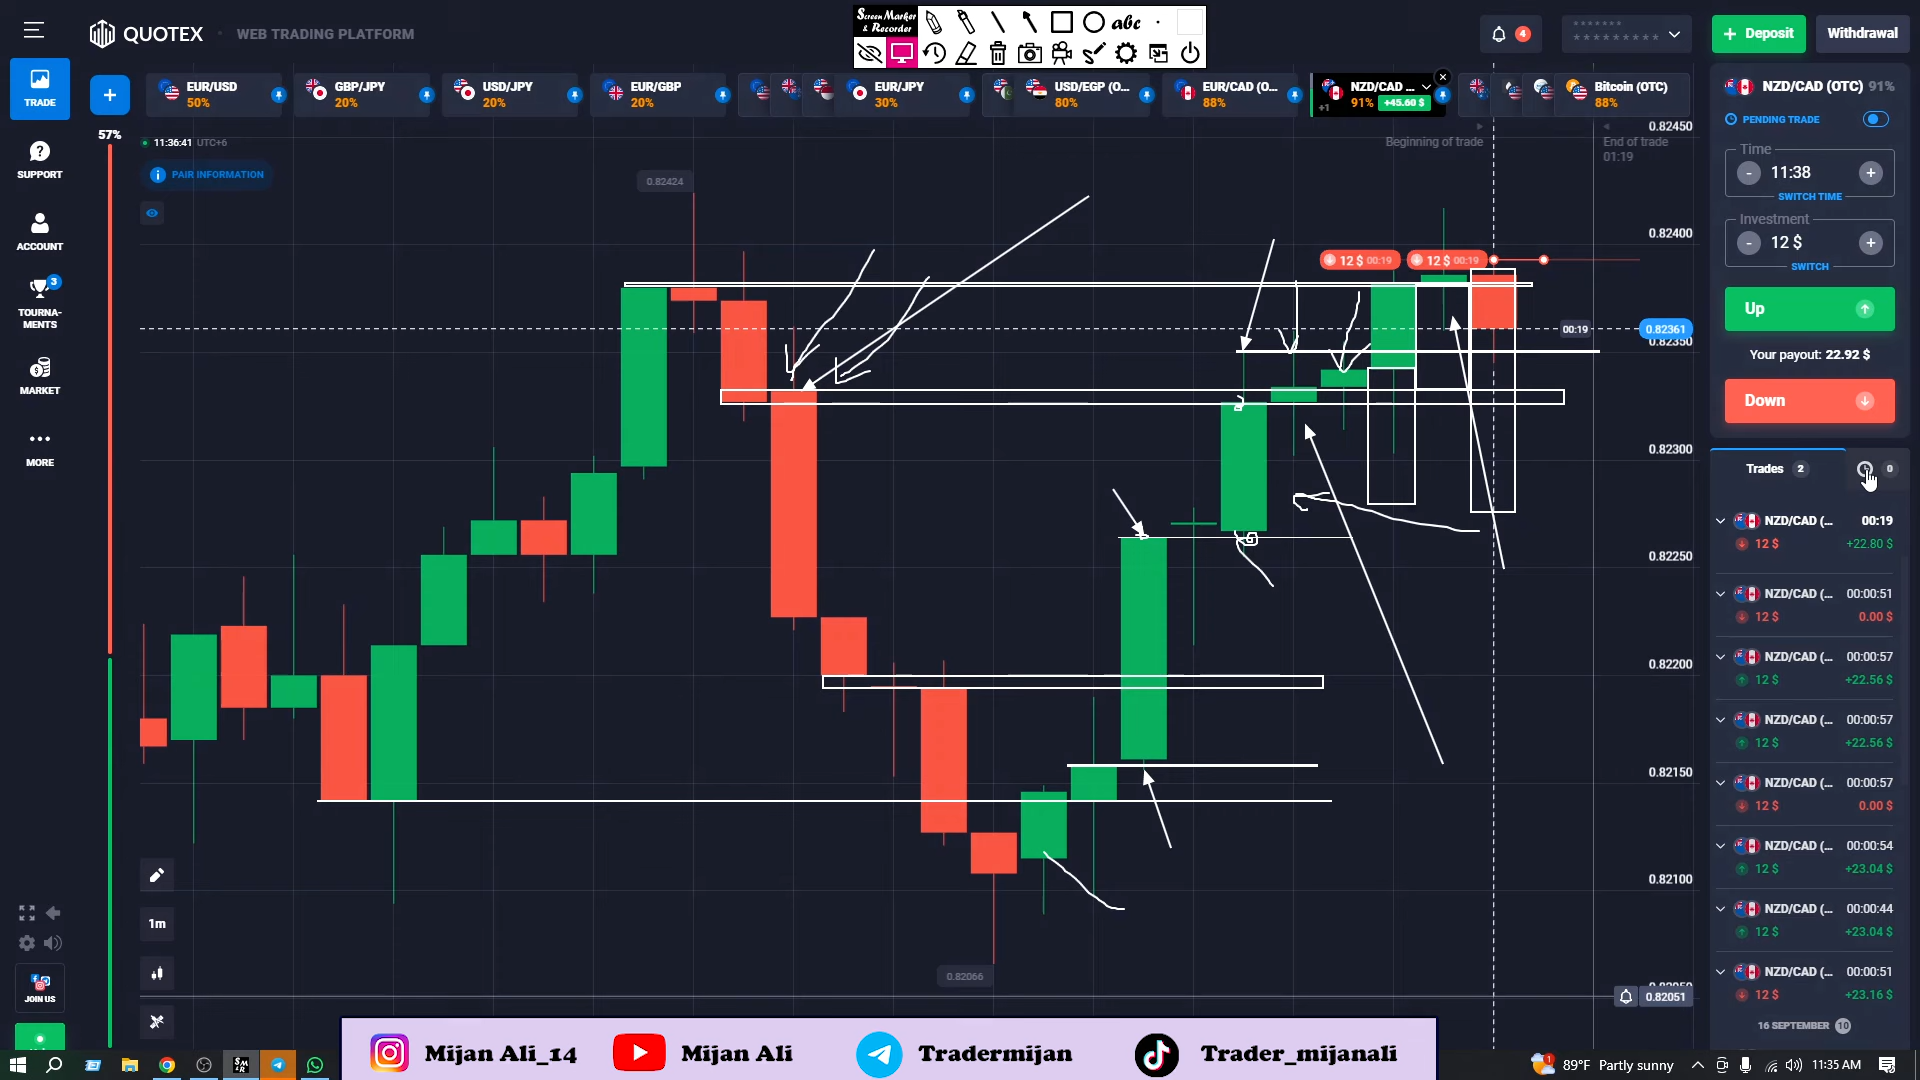 QUOTEX
WEB TRADING PLATFORM
Screen Marker
& Recorder
abc
4
*******
*********
Deposit
Withdrawal
TRADE
+
EUR/USD
50%
GBP/JPY
20%
USD/JPY
20%
EUR/GBP
20%
EUR/JPY
30%
USD/EGP (O...
80%
EUR/CAD (O...
88%
NZD/CAD ...
+1
91%
+45.60 $
Bitcoin (OTC)
88%
NZD/CAD (OTC) 91%
PENDING TRADE
Time
- 11:38 +
SWITCH TIME
Investment
- 12 $ +
SWITCH
Up
Your payout: 22.92 $
Down
57%
11:36:41 UTC+6
PAIR INFORMATION
Beginning of trade
End of trade
01:19
0.82424
12 $ 00:19
12 $ 00:19
00:19
0.82361
0.82450
0.82400
0.82350
0.82300
0.82250
0.82200
0.82150
0.82100
0.82051
0.82066
SUPPORT
ACCOUNT
3
TOURNA-
MENTS
MARKET
MORE
JOIN US
1m
Trades 2
0
NZD/CAD (... 00:19
12 $ +22.80 $
NZD/CAD (... 00:00:51
12 $ 0.00 $
NZD/CAD (... 00:00:57
12 $ +22.56 $
NZD/CAD (... 00:00:57
12 $ +22.56 $
NZD/CAD (... 00:00:57
12 $ 0.00 $
NZD/CAD (... 00:00:54
12 $ +23.04 $
NZD/CAD (... 00:00:44
12 $ +23.04 $
NZD/CAD (... 00:00:51
12 $ +23.16 $
16 SEPTEMBER 10
Mijan Ali_14
Mijan Ali
Tradermijan
Trader_mijanali
89°F Partly sunny
11:35 AM